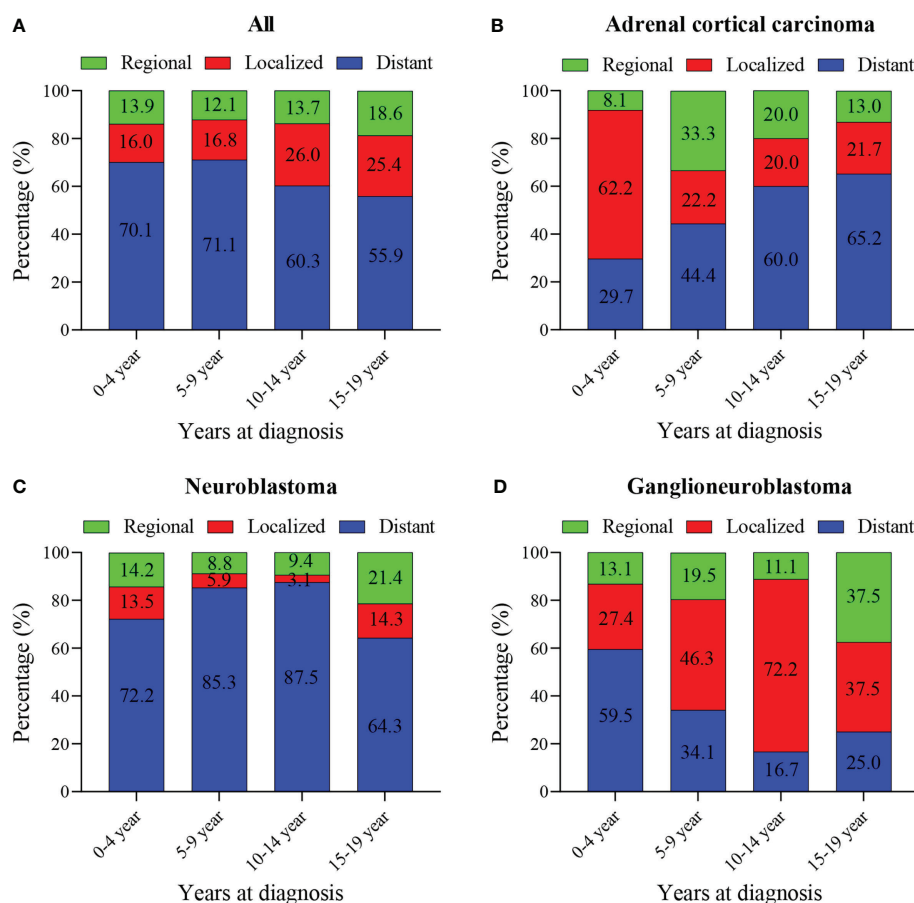 A
All
Regional Localized Distant
Percentage (%)
100
80
60
40
20
0
13.9 12.1 13.7 18.6
16.0 16.8 26.0 25.4
70.1 71.1 60.3 55.9
0-4 year 5-9 year 10-14 year 15-19 year
Years at diagnosis
B
Adrenal cortical carcinoma
Regional Localized Distant
Percentage (%)
100
80
60
40
20
0
8.1 33.3 20.0 13.0
62.2 22.2 20.0 21.7
29.7 44.4 60.0 65.2
0-4 year 5-9 year 10-14 year 15-19 year
Years at diagnosis
C
Neuroblastoma
Regional Localized Distant
Percentage (%)
100
80
60
40
20
0
14.2 8.8 9.4 21.4
13.5 5.9 3.1 14.3
72.2 85.3 87.5 64.3
0-4 year 5-9 year 10-14 year 15-19 year
Years at diagnosis
D
Ganglioneuroblastoma
Regional Localized Distant
Percentage (%)
100
80
60
40
20
0
13.1 19.5 11.1 37.5
27.4 46.3 72.2 37.5
59.5 34.1 16.7 25.0
0-4 year 5-9 year 10-14 year 15-19 year
Years at diagnosis